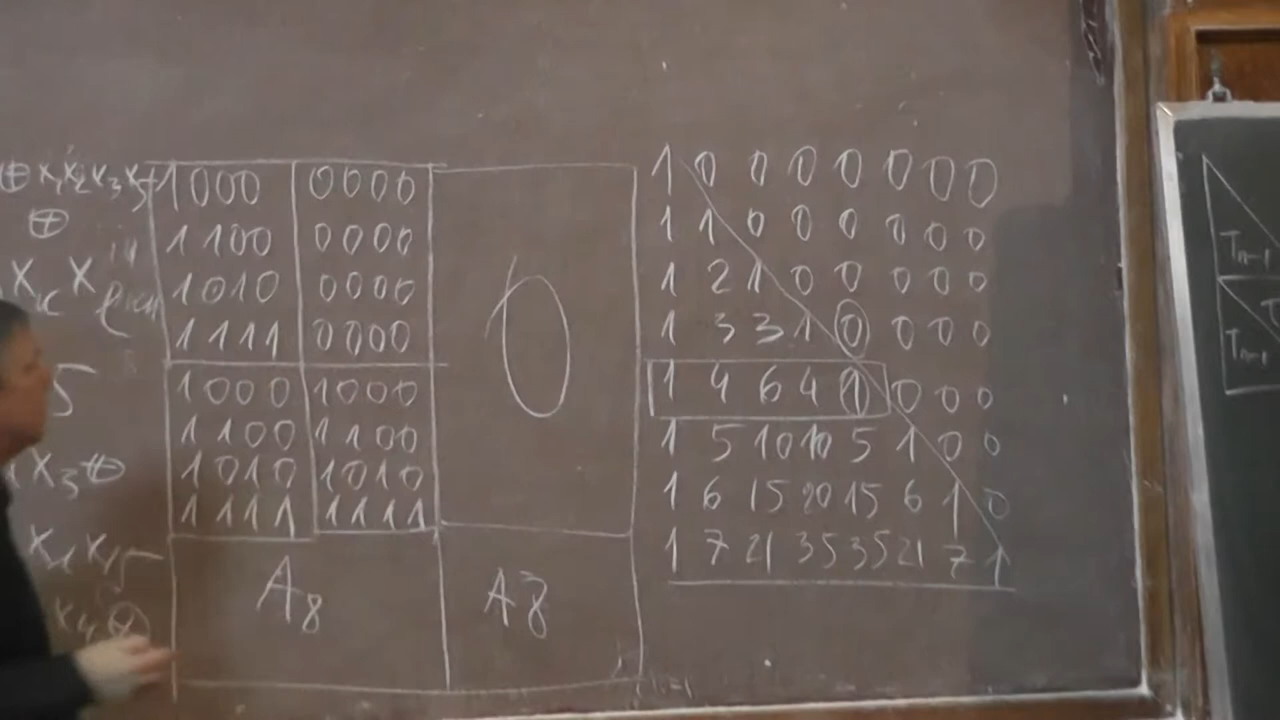 ⊕ x₁x₂x₃x₄ 1000 0000 1 0 0 0 0 0 0 0
⊕ 1100 0000 1 1 0 0 0 0 0 0
1010 0000 1 2 1 0 0 0 0 0
1111 0000 0 1 3 3 1 0 0 0 0
5 1000 1000 1 4 6 4 1 0 0 0
1100 1100 1 5 10 10 5 1 0 0
x₃⊕ 1010 1010 1 6 15 20 15 6 1 0
1111 1111 1 7 21 35 35 21 7 1
x₄⊕ A₈ A₈
Tₙ₋₁
Tₙ₋₁